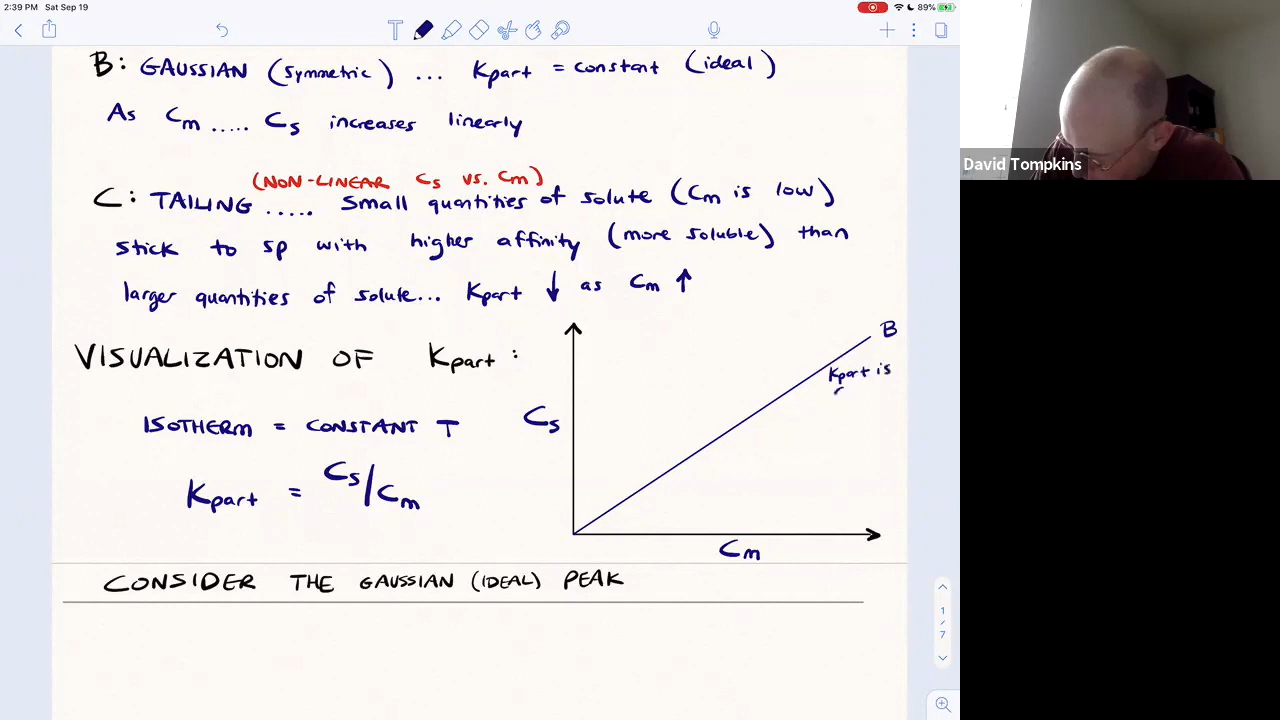 2:39 PM Sat Sep 19
89%
B: GAUSSIAN (symmetric) ... Kpart = constant (ideal)
As Cm ..... Cs increases linearly
(NON-LINEAR Cs vs. Cm)
C: TAILING ..... Small quantities of solute (Cm is low)
stick to sp with higher affinity (more soluble) than
larger quantities of solute... Kpart ↓ as Cm ↑
VISUALIZATION OF Kpart :
ISOTHERM = CONSTANT T
Kpart = Cs/Cm
Cs
B
Kpart is
Cm
CONSIDER THE GAUSSIAN (IDEAL) PEAK
1
/
7
T
David Tompkins